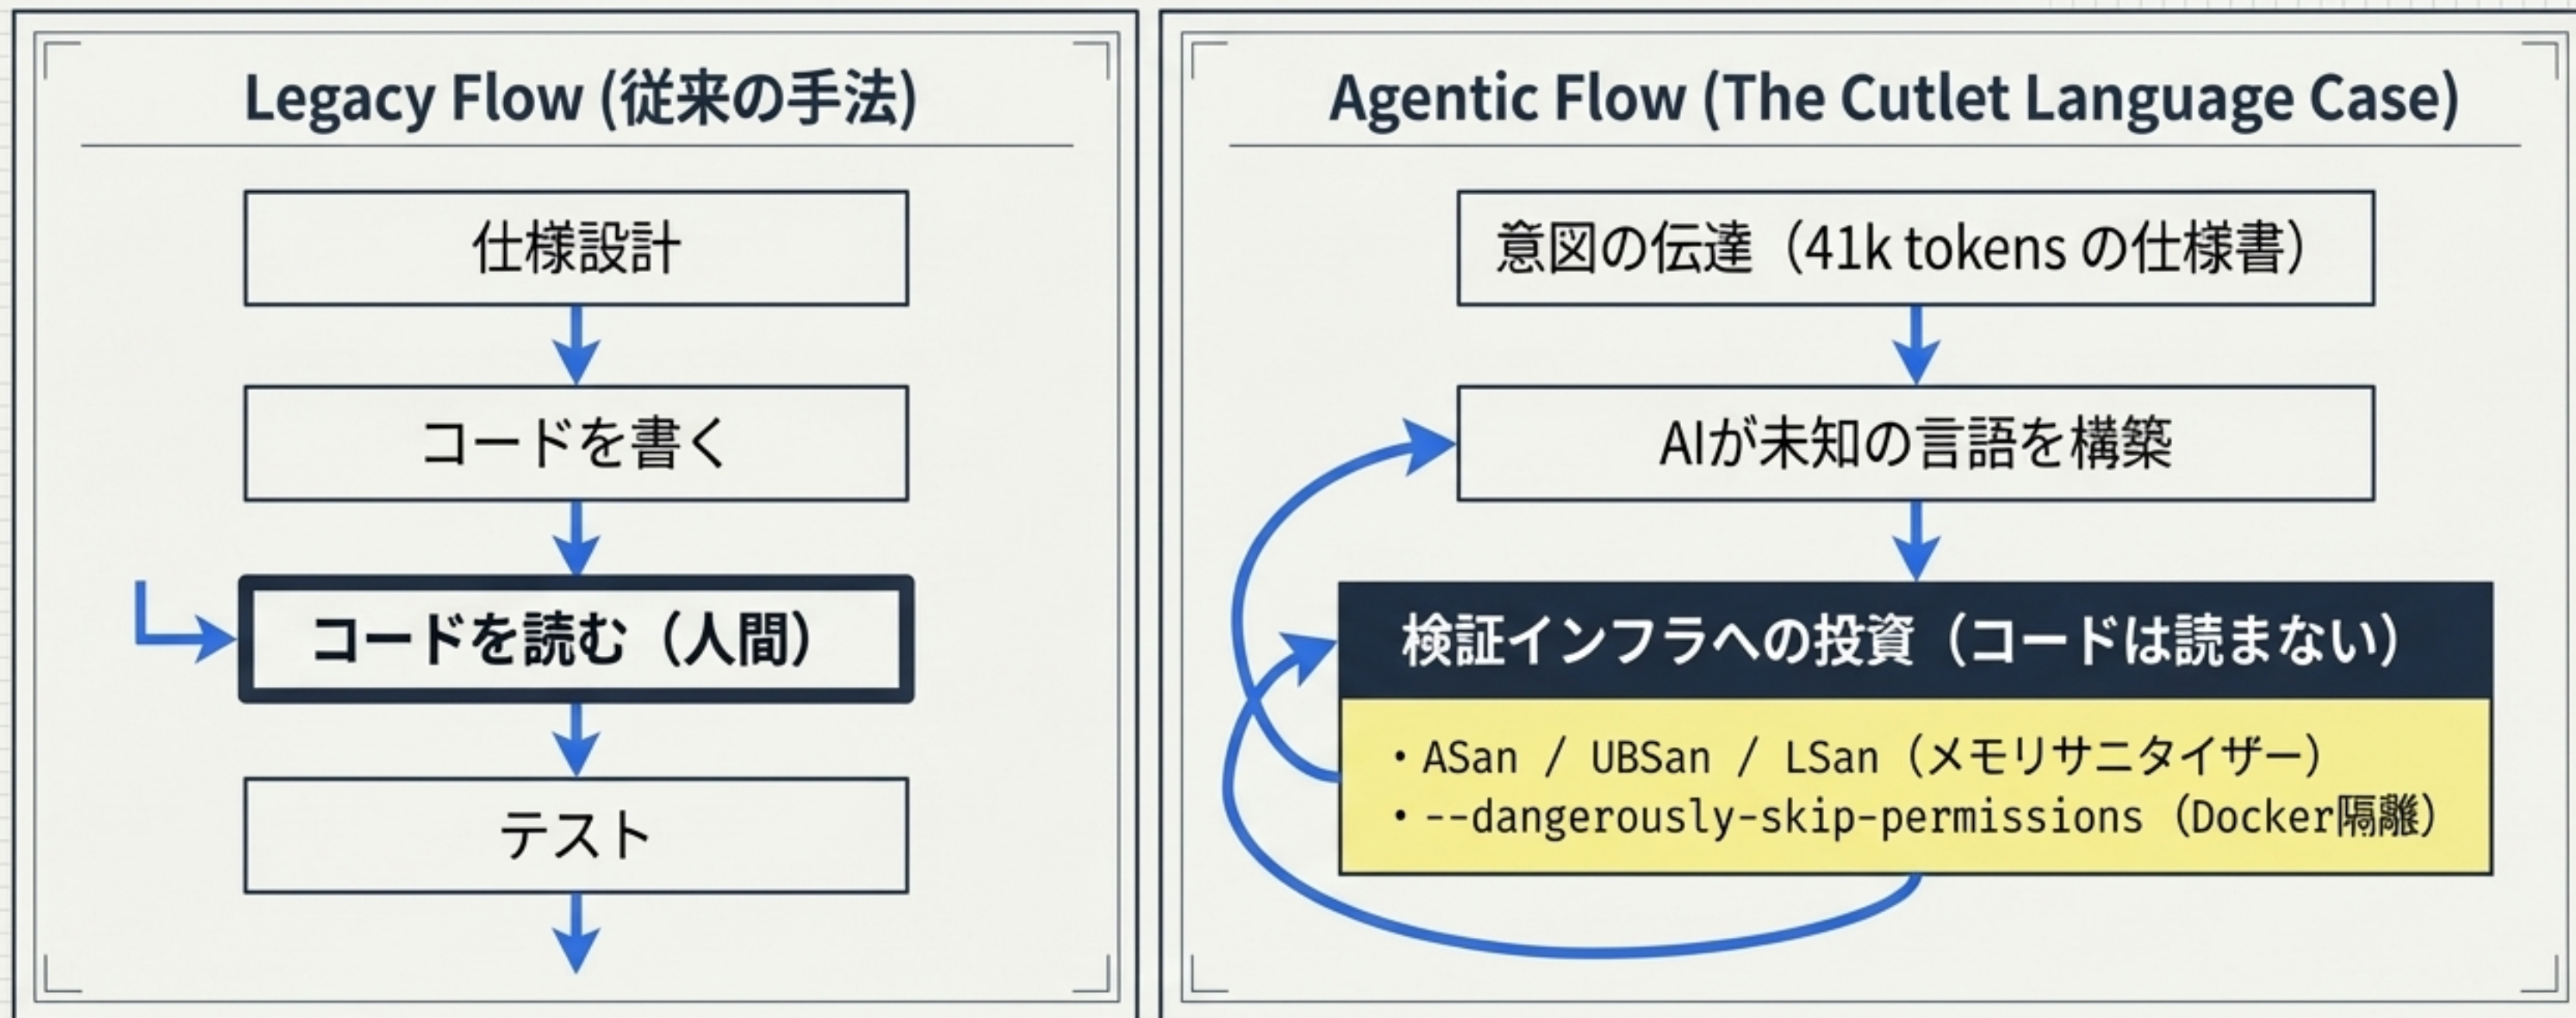 Legacy Flow (従来の手法)
仕様設計
コードを書く
コードを読む（人間）
テスト
Agentic Flow (The Cutlet Language Case)
意図の伝達（41k tokens の仕様書）
AIが未知の言語を構築
検証インフラへの投資（コードは読まない）
・ASan / UBSan / LSan（メモリサニタイザー）
・--dangerously-skip-permissions（Docker隔離）